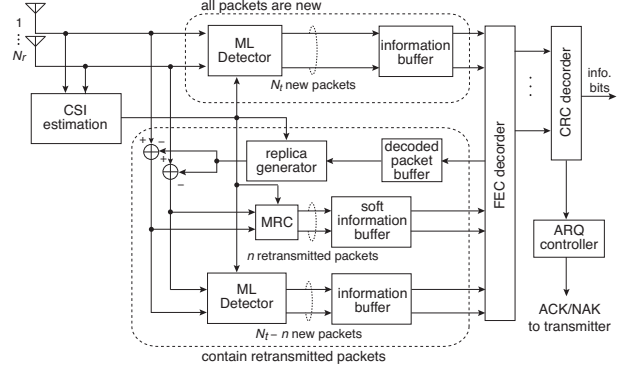 all packets are new
1
⋮
Nr
ML
Detector
Nt new packets
information
buffer
CSI
estimation
+
−
+
−
replica
generator
decoded
packet
buffer
MRC
n retransmitted packets
soft
information
buffer
ML
Detector
Nt − n new packets
information
buffer
contain retransmitted packets
FEC decorder
CRC decorder
info.
bits
ARQ
controller
ACK/NAK
to transmitter